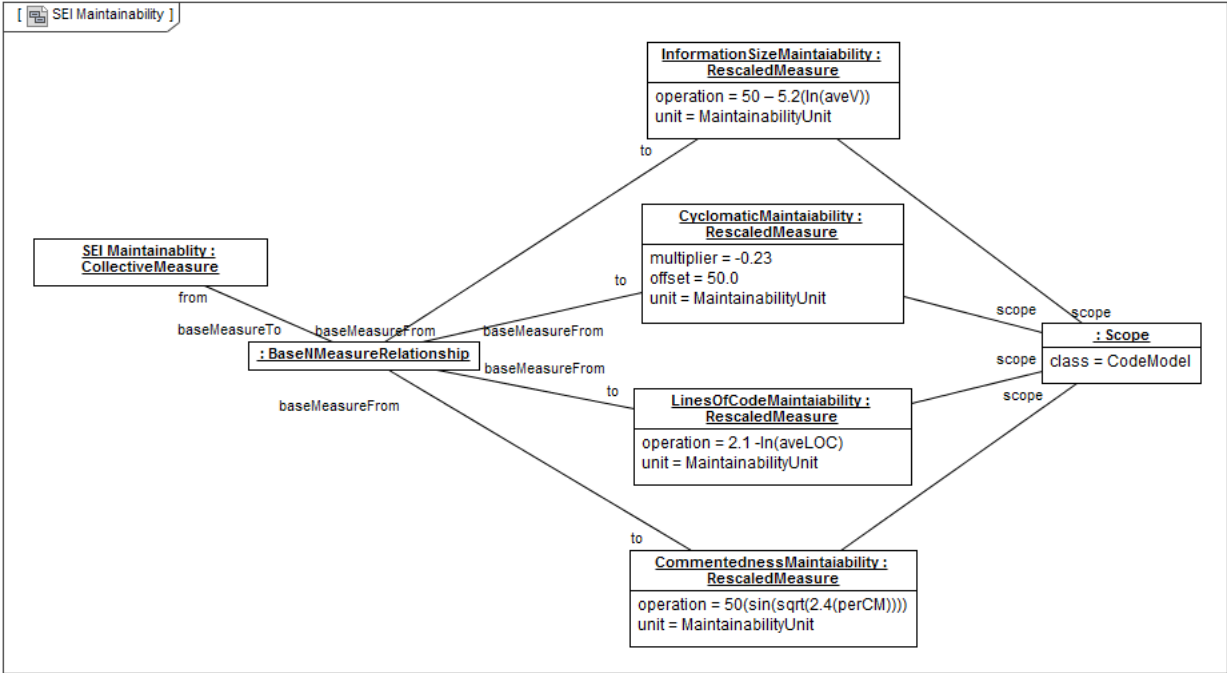 [ SEI Maintainability ]
InformationSizeMaintaiability :
RescaledMeasure
operation = 50 – 5.2(ln(aveV))
unit = MaintainabilityUnit
to
CyclomaticMaintaiability :
RescaledMeasure
multiplier = -0.23
offset = 50.0
unit = MaintainabilityUnit
SEI Maintainablity :
CollectiveMeasure
from
to
scope
scope
baseMeasureTo
baseMeasureFrom
baseMeasureFrom
: Scope
class = CodeModel
: BaseNMeasureRelationship
scope
baseMeasureFrom
to
scope
baseMeasureFrom
LinesOfCodeMaintaiability :
RescaledMeasure
operation = 2.1 -ln(aveLOC)
unit = MaintainabilityUnit
to
CommentednessMaintaiability :
RescaledMeasure
operation = 50(sin(sqrt(2.4(perCM))))
unit = MaintainabilityUnit